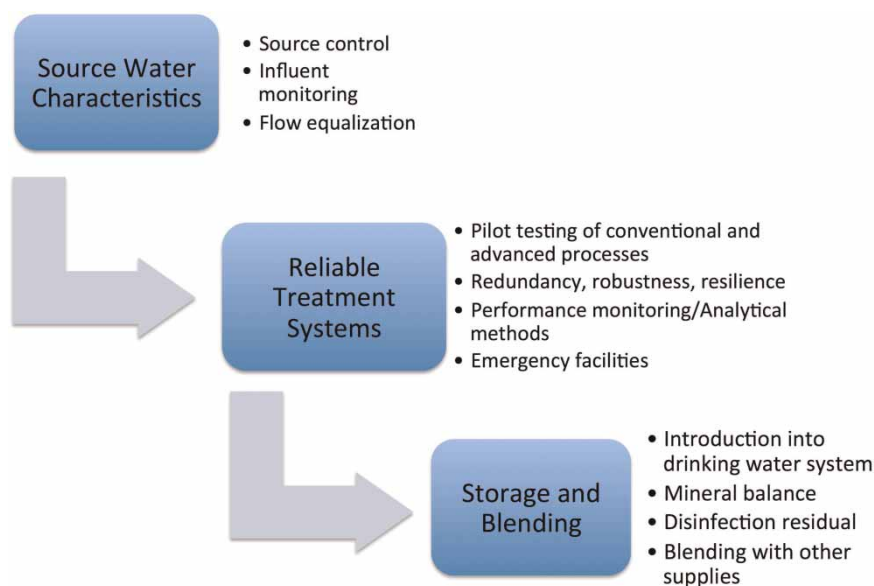 Source Water
Characteristics
• Source control
• Influent
monitoring
• Flow equalization
Reliable
Treatment
Systems
• Pilot testing of conventional and
advanced processes
• Redundancy, robustness, resilience
• Performance monitoring/Analytical
methods
• Emergency facilities
Storage and
Blending
• Introduction into
drinking water system
• Mineral balance
• Disinfection residual
• Blending with other
supplies